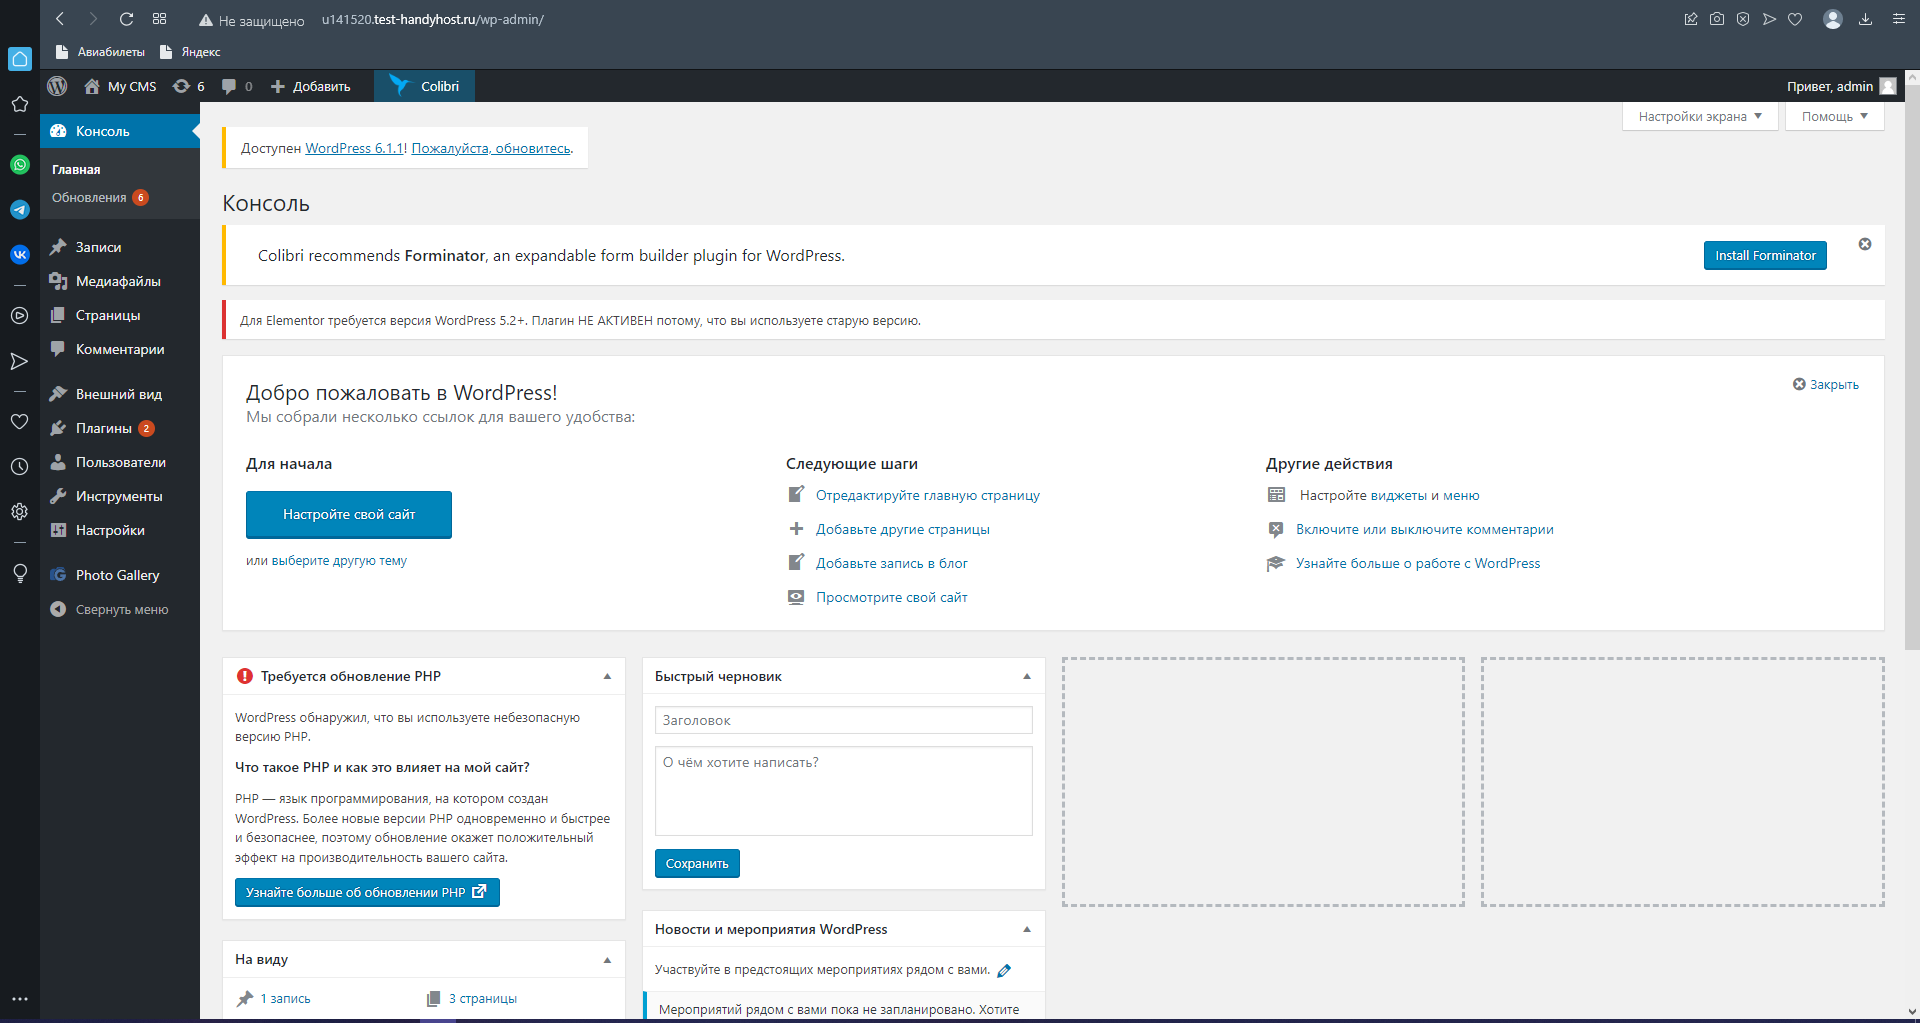 Не защищено
u141520.test-handyhost.ru/wp-admin/
Авиабилеты
Яндекс
My CMS
6
0
Добавить
Colibri
Привет, admin
Консоль
Главная
Обновления 6
Записи
Медиафайлы
Страницы
Комментарии
Внешний вид
Плагины 2
Пользователи
Инструменты
Настройки
Photo Gallery
Свернуть меню
Настройки экрана
Помощь
Доступен WordPress 6.1.1! Пожалуйста, обновитесь.
Консоль
Colibri recommends Forminator, an expandable form builder plugin for WordPress.
Install Forminator
Для Elementor требуется версия WordPress 5.2+. Плагин НЕ АКТИВЕН потому, что вы используете старую версию.
Добро пожаловать в WordPress!
Мы собрали несколько ссылок для вашего удобства:
Закрыть
Для начала
Настройте свой сайт
или выберите другую тему
Следующие шаги
Отредактируйте главную страницу
Добавьте другие страницы
Добавьте запись в блог
Просмотрите свой сайт
Другие действия
Настройте виджеты и меню
Включите или выключите комментарии
Узнайте больше о работе с WordPress
Требуется обновление PHP
WordPress обнаружил, что вы используете небезопасную
версию PHP.
Что такое PHP и как это влияет на мой сайт?
PHP — язык программирования, на котором создан
WordPress. Более новые версии PHP одновременно и быстрее
и безопаснее, поэтому обновление окажет положительный
эффект на производительность вашего сайта.
Узнайте больше об обновлении PHP
На виду
1 запись
3 страницы
Быстрый черновик
Заголовок
О чём хотите написать?
Сохранить
Новости и мероприятия WordPress
Участвуйте в предстоящих мероприятиях рядом с вами.
Мероприятий рядом с вами пока не запланировано. Хотите